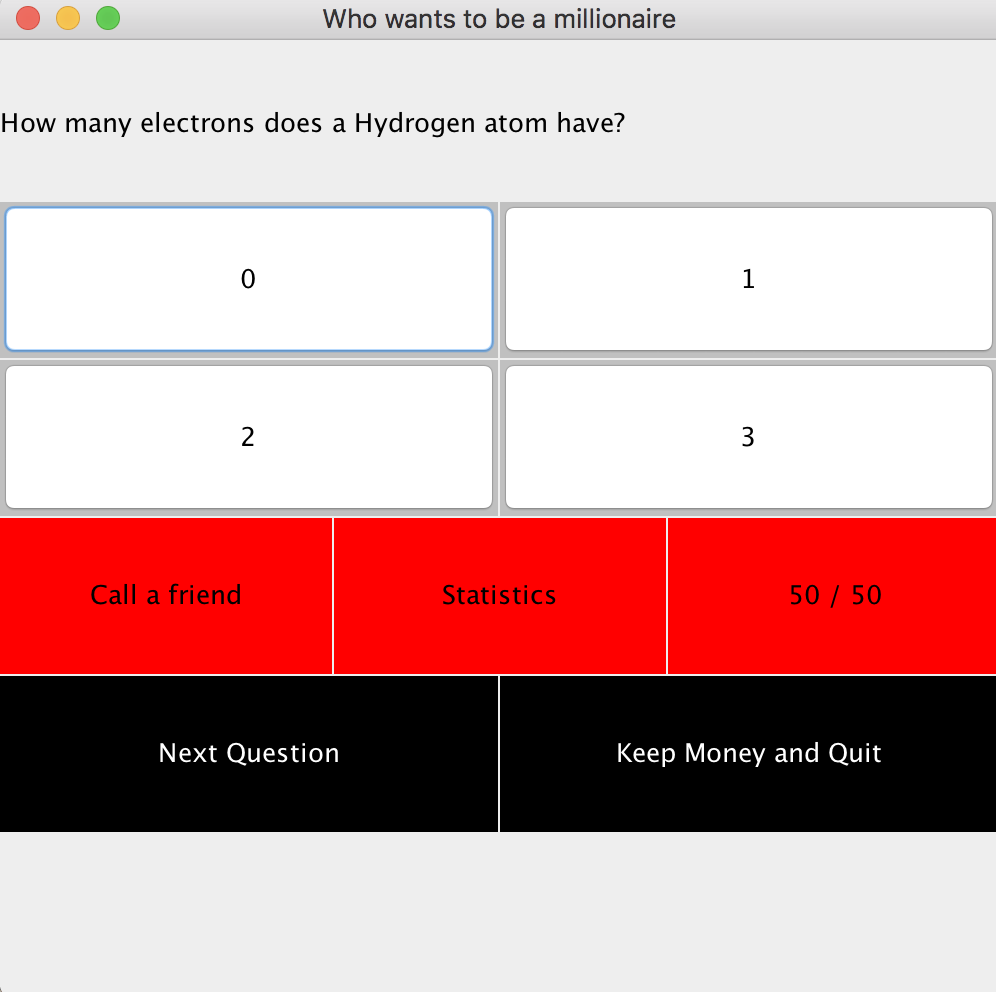 Who wants to be a millionaire
How many electrons does a Hydrogen atom have?
0
1
2
3
Call a friend
Statistics
50 / 50
Next Question
Keep Money and Quit